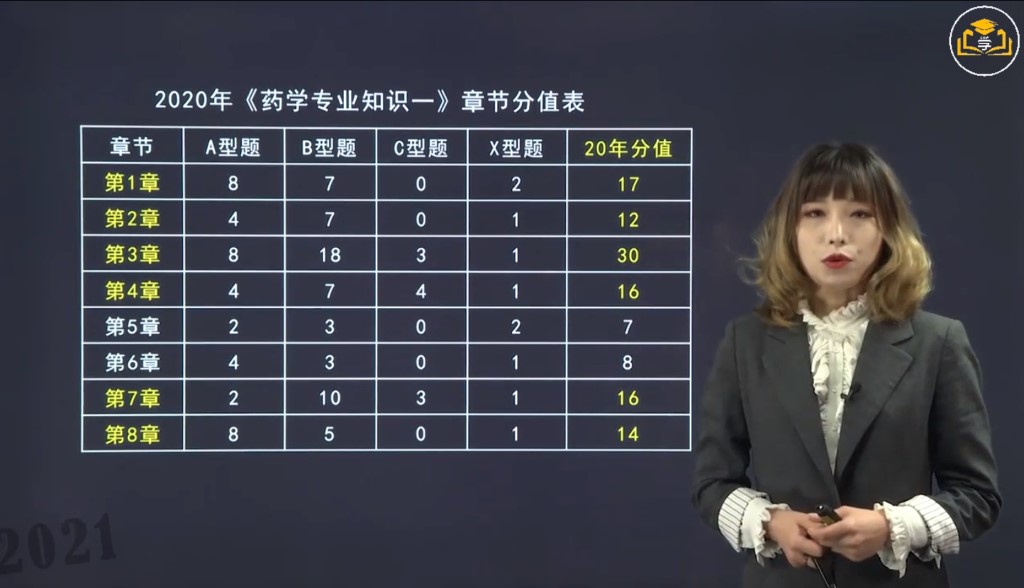 学
2020年《药学专业知识一》章节分值表
章节 A型题 B型题 C型题 X型题 20年分值
第1章 8 7 0 2 17
第2章 4 7 0 1 12
第3章 8 18 3 1 30
第4章 4 7 4 1 16
第5章 2 3 0 2 7
第6章 4 3 0 1 8
第7章 2 10 3 1 16
第8章 8 5 0 1 14
2021